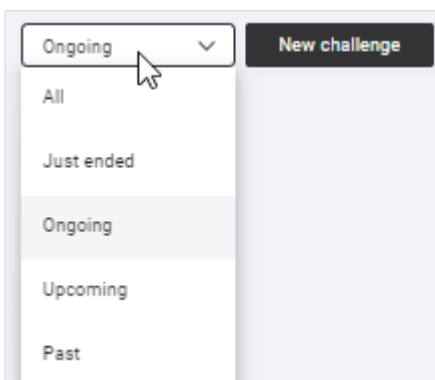 Ongoing
New challenge
All
Just ended
Ongoing
Upcoming
Past